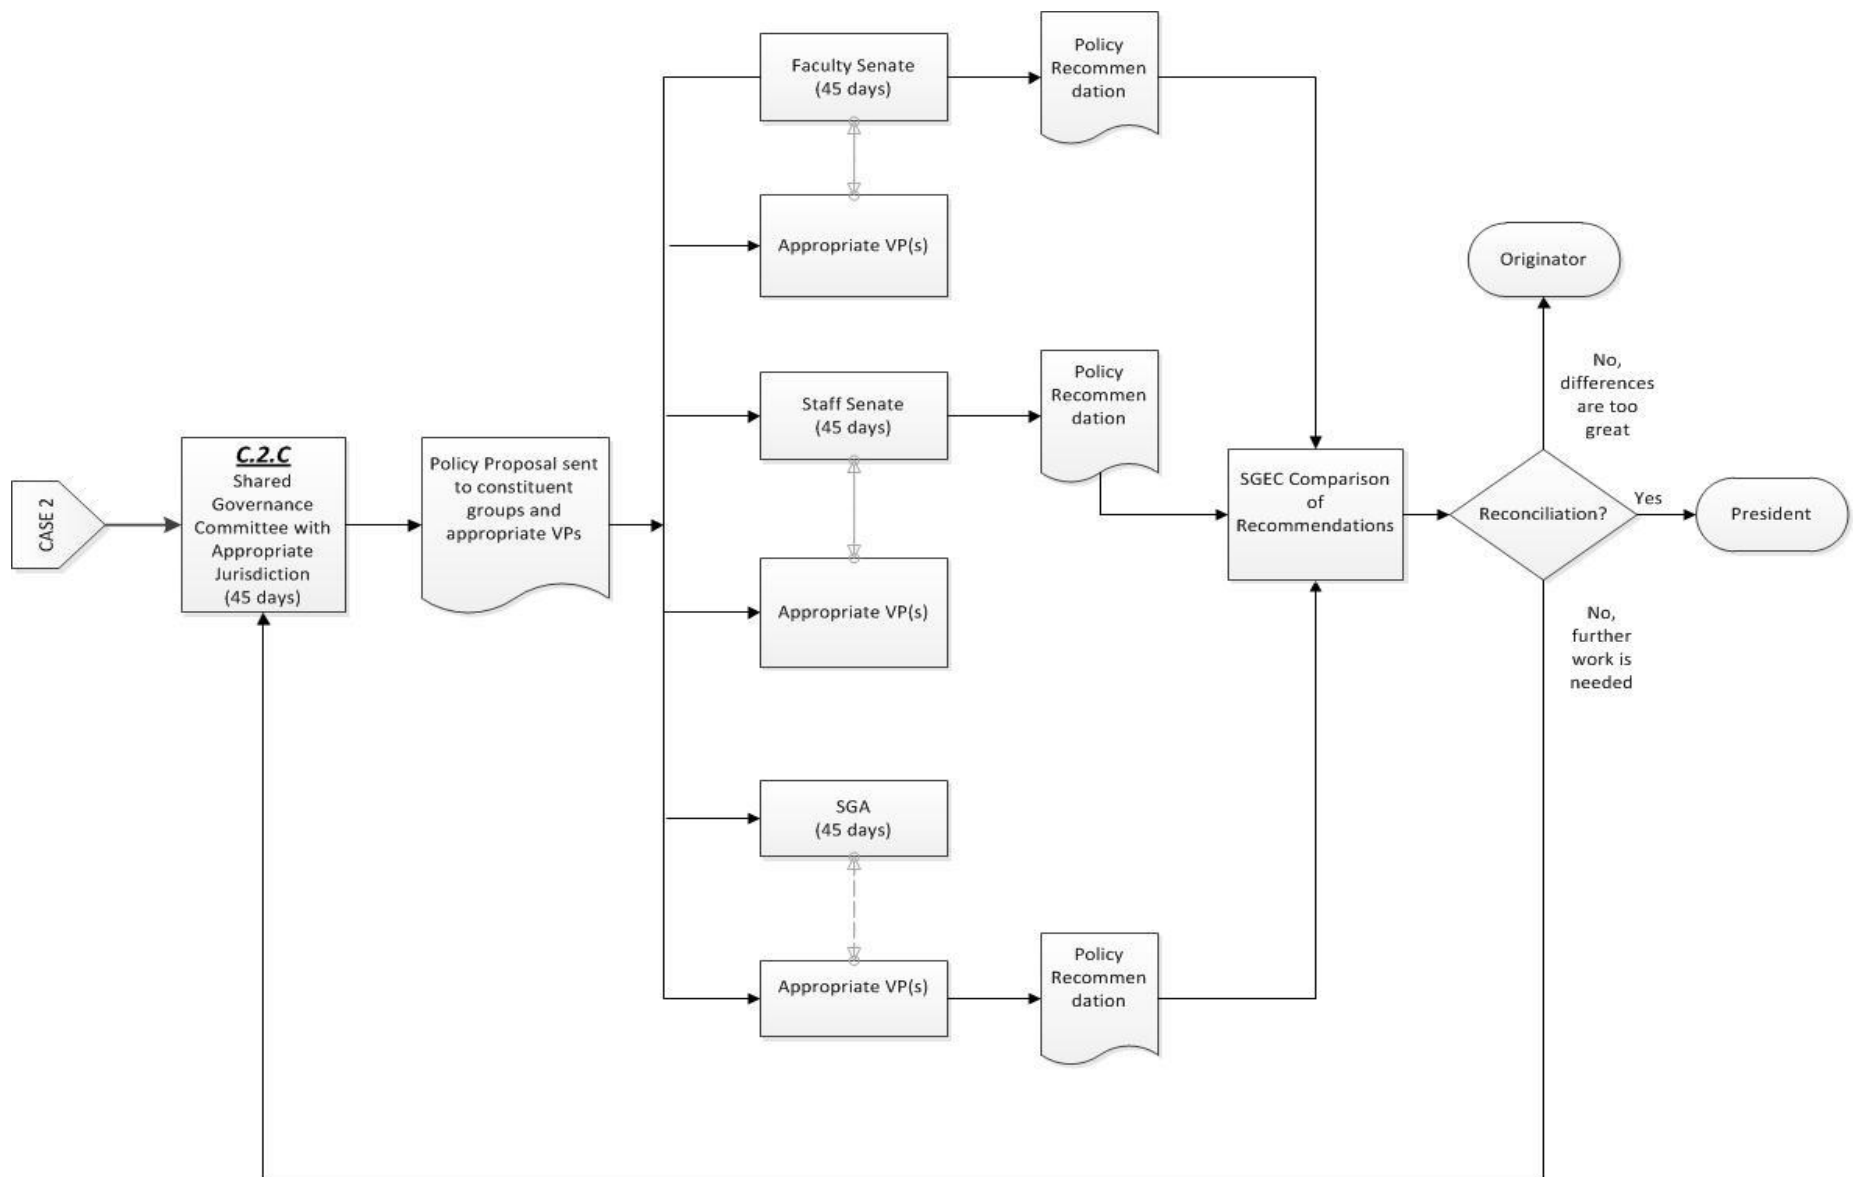 CASE 2
C.2.C
Shared
Governance
Committee with
Appropriate
Jurisdiction
(45 days)
Policy Proposal sent
to constituent
groups and
appropriate VPs
Faculty Senate
(45 days)
Policy
Recommen
dation
Appropriate VP(s)
Staff Senate
(45 days)
Policy
Recommen
dation
Appropriate VP(s)
SGA
(45 days)
Appropriate VP(s)
Policy
Recommen
dation
SGEC Comparison
of
Recommendations
Reconciliation?
Originator
No,
differences
are too
great
Yes
President
No,
further
work is
needed